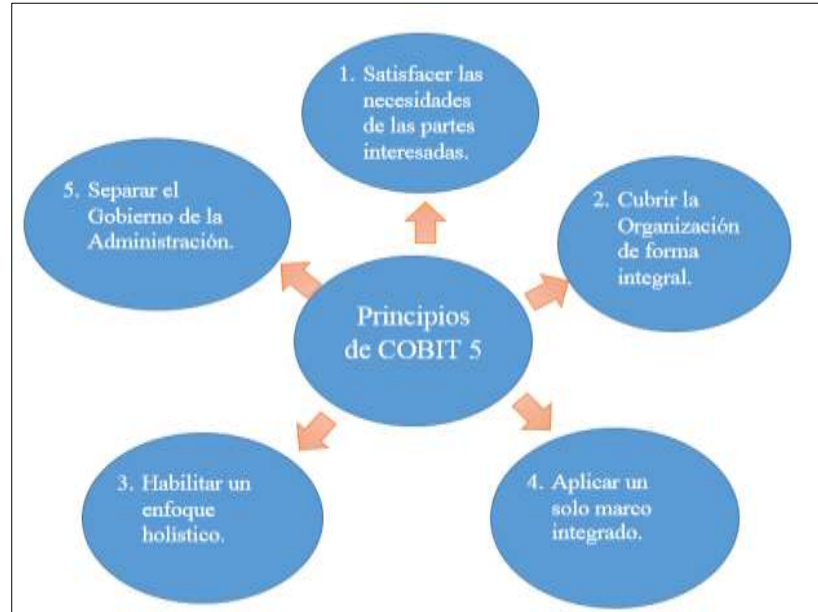 1. Satisfacer las
necesidades
de las partes
interesadas.
5. Separar el
Gobierno de la
Administración.
2. Cubrir la
Organización
de forma
integral.
Principios
de COBIT 5
3. Habilitar un
enfoque
holístico.
4. Aplicar un
solo marco
integrado.